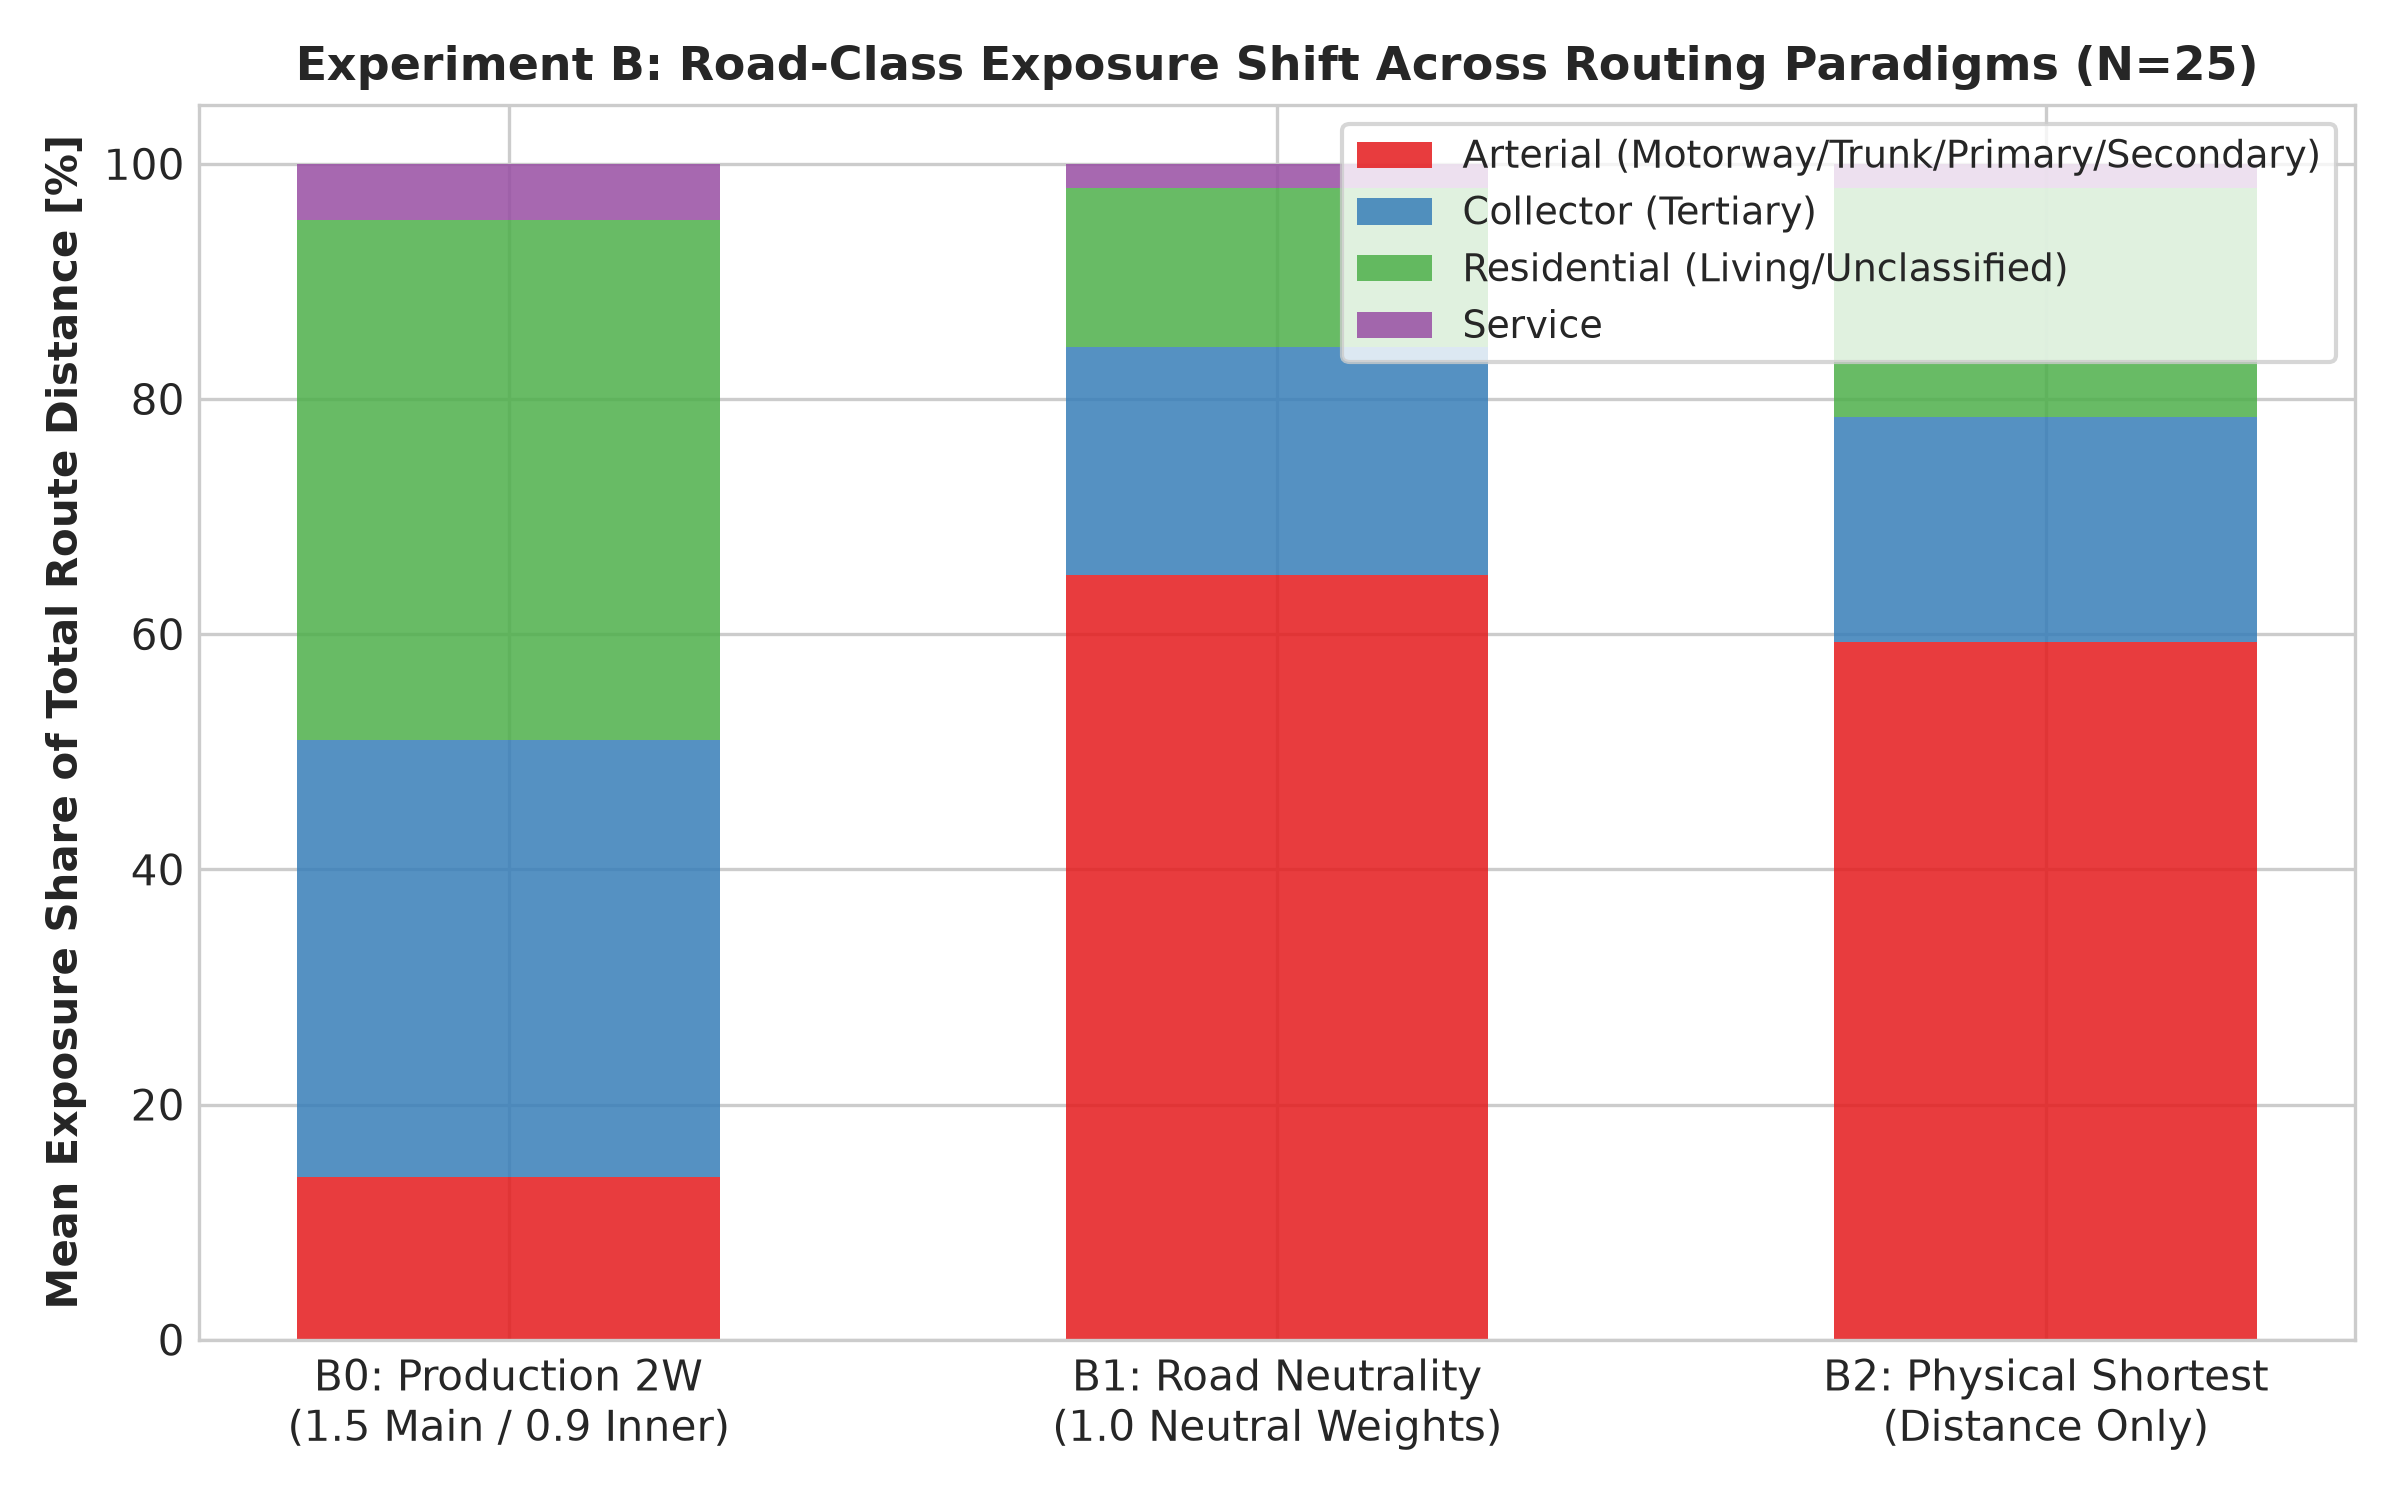 Experiment B: Road-Class Exposure Shift Across Routing Paradigms (N=25)
Mean Exposure Share of Total Route Distance [%]
100
80
60
40
20
0
Arterial (Motorway/Trunk/Primary/Secondary)
Collector (Tertiary)
Residential (Living/Unclassified)
Service
B0: Production 2W
(1.5 Main / 0.9 Inner)
B1: Road Neutrality
(1.0 Neutral Weights)
B2: Physical Shortest
(Distance Only)